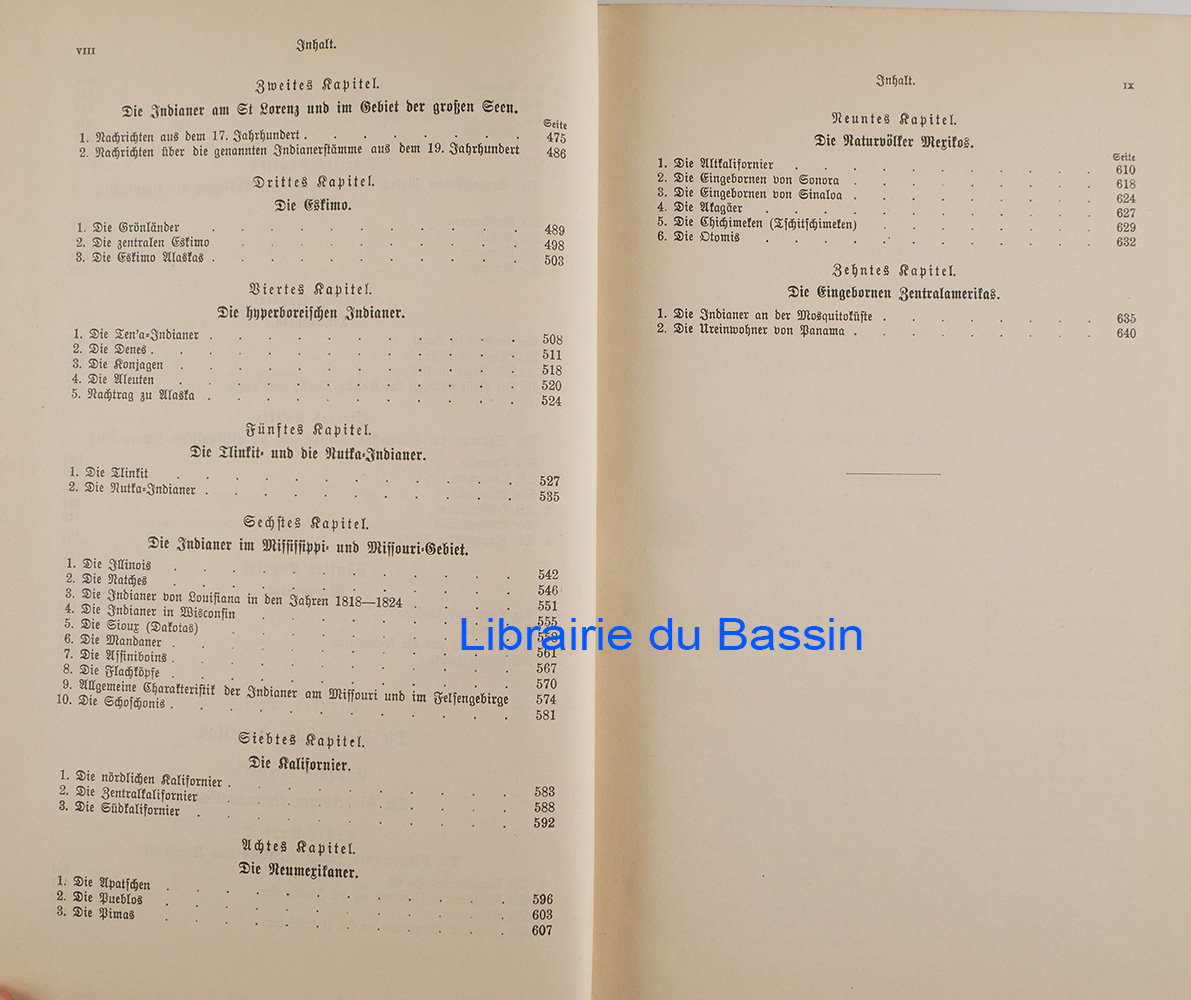 VIII
Inhalt.
Zweites Kapitel.
Die Indianer am St Lorenz und im Gebiet der großen Seen.
Seite
1. Nachrichten aus dem 17. Jahrhundert . . . . . . . . 475
2. Nachrichten über die genannten Indianerstämme aus dem 19. Jahrhundert 486
Drittes Kapitel.
Die Eskimo.
1. Die Grönländer . . . . . . . . . . . 489
2. Die zentralen Eskimo . . . . . . . . . . 498
3. Die Eskimo Alaskas . . . . . . . . . . . 503
Viertes Kapitel.
Die hyperboreischen Indianer.
1. Die Ten'a-Indianer . . . . . . . . . . . 508
2. Die Denes . . . . . . . . . . . . . 511
3. Die Konjagen . . . . . . . . . . . . 518
4. Die Aleuten . . . . . . . . . . . . 520
5. Nachtrag zu Alaska . . . . . . . . . . . 524
Fünftes Kapitel.
Die Tlinkit- und die Nutka-Indianer.
1. Die Tlinkit . . . . . . . . . . . . 527
2. Die Nutka-Indianer . . . . . . . . . . . 535
Sechstes Kapitel.
Die Indianer im Mississippi- und Missouri-Gebiet.
1. Die Illinois . . . . . . . . . . . . 542
2. Die Natches . . . . . . . . . . . . 546
3. Die Indianer von Louisiana in den Jahren 1818—1824 . . . . 551
4. Die Indianer in Wisconsin . . . . . . . . . 555
5. Die Sioux (Dakotas) . . . . . . . . . .
6. Die Mandaner . . . . . . . . . . . . 561
7. Die Assiniboins . . . . . . . . . . . . 567
8. Die Flachköpfe . . . . . . . . . . . . 570
9. Allgemeine Charakteristik der Indianer am Missouri und im Felsengebirge 574
10. Die Schoschonis . . . . . . . . . . . . 581
Siebtes Kapitel.
Die Kalifornier.
1. Die nördlichen Kalifornier . . . . . . . . . . 583
2. Die Zentralkalifornier . . . . . . . . . . 588
3. Die Südkalifornier . . . . . . . . . . . 592
Achtes Kapitel.
Die Neumexikaner.
1. Die Apatschen . . . . . . . . . . . . 596
2. Die Pueblos . . . . . . . . . . . . 603
3. Die Pimas . . . . . . . . . . . . 607
Inhalt.
IX
Neuntes Kapitel.
Die Naturvölker Mexikos.
Seite
1. Die Altkalifornier . . . . . . . . . . 610
2. Die Eingebornen von Sonora . . . . . . . . . 618
3. Die Eingebornen von Sinaloa . . . . . . . . . 624
4. Die Akagäer . . . . . . . . . . . 627
5. Die Chichimeken (Tschitschimeken) . . . . . . . . 629
6. Die Otomis . . . . . . . . . . . 632
Zehntes Kapitel.
Die Eingebornen Zentralamerikas.
1. Die Indianer an der Mosquitoküste . . . . . . . . 635
2. Die Ureinwohner von Panama . . . . . . . . . 640
Librairie du Bassin